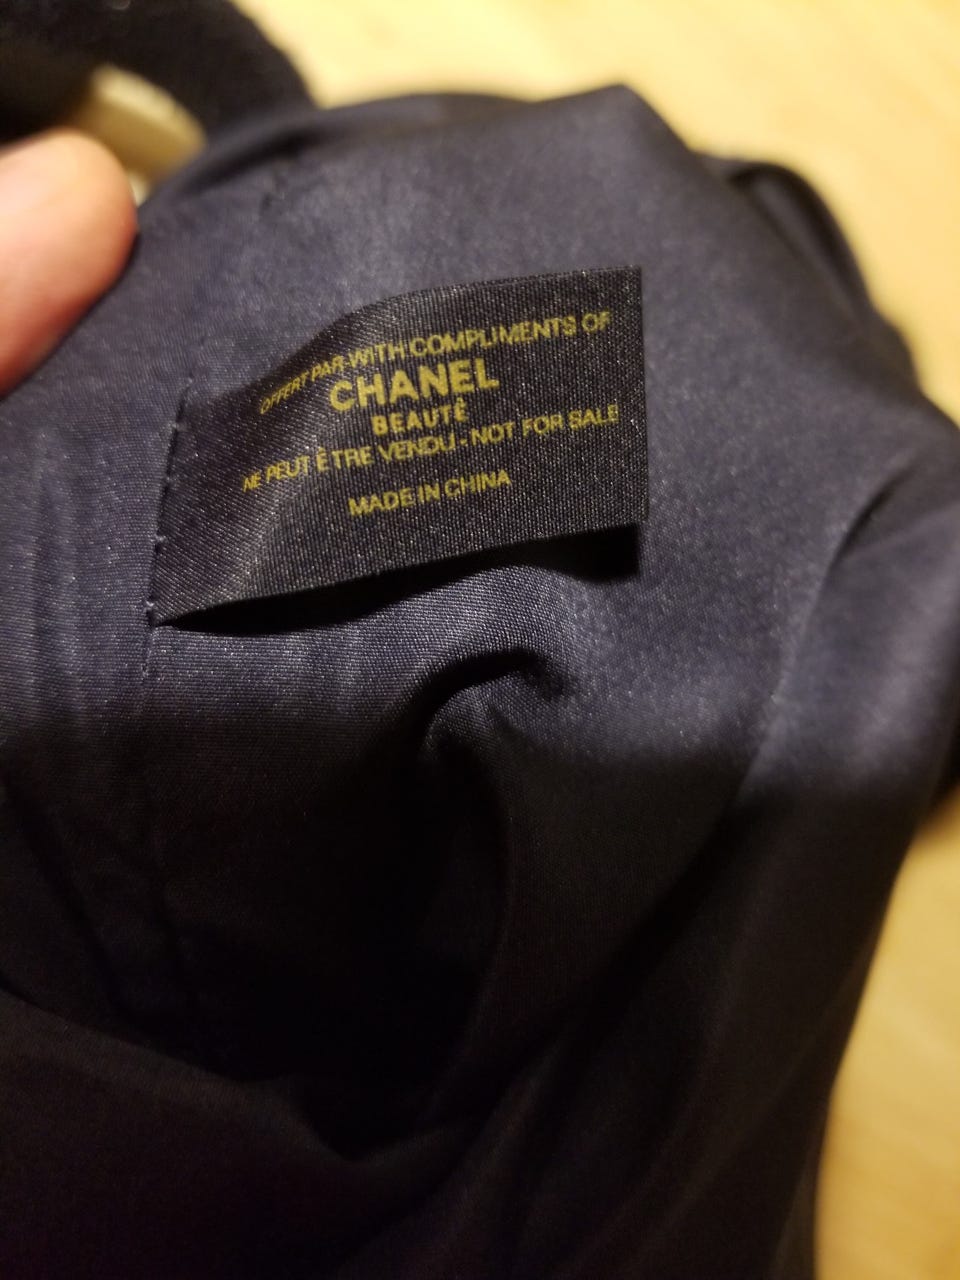 OFFERT PAR-WITH COMPLIMENTS OF
CHANEL
BEAUTÉ
NE PEUT ÊTRE VENDU - NOT FOR SALE
MADE IN CHINA